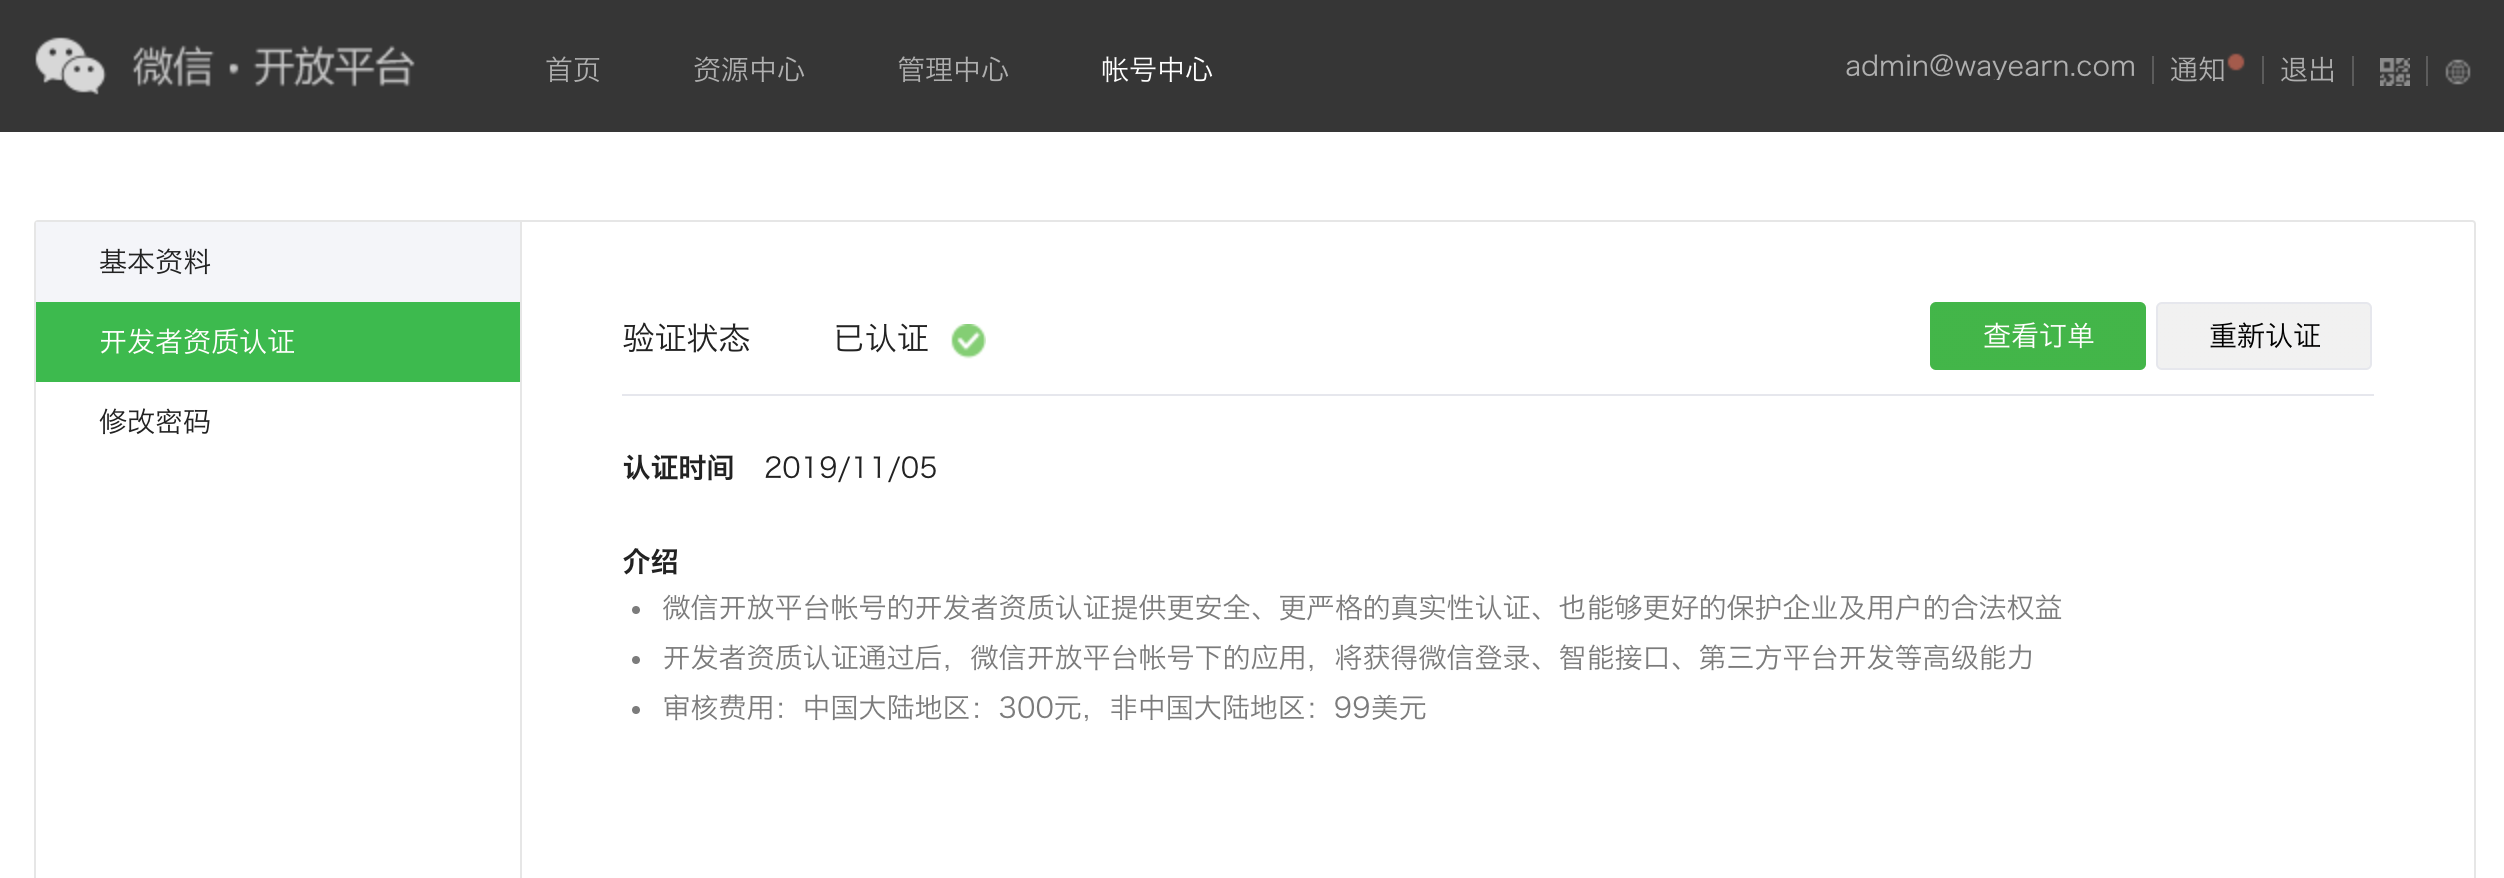 微信·开放平台 首页 资源中心 管理中心 帐号中心 admin@wayearn.com 通知 退出
基本资料
开发者资质认证
修改密码
验证状态 已认证 查看订单 重新认证
认证时间 2019/11/05
介绍
微信开放平台帐号的开发者资质认证提供更安全、更严格的真实性认证、也能够更好的保护企业及用户的合法权益
开发者资质认证通过后，微信开放平台帐号下的应用，将获得微信登录、智能接口、第三方平台开发等高级能力
审核费用：中国大陆地区：300元，非中国大陆地区：99美元